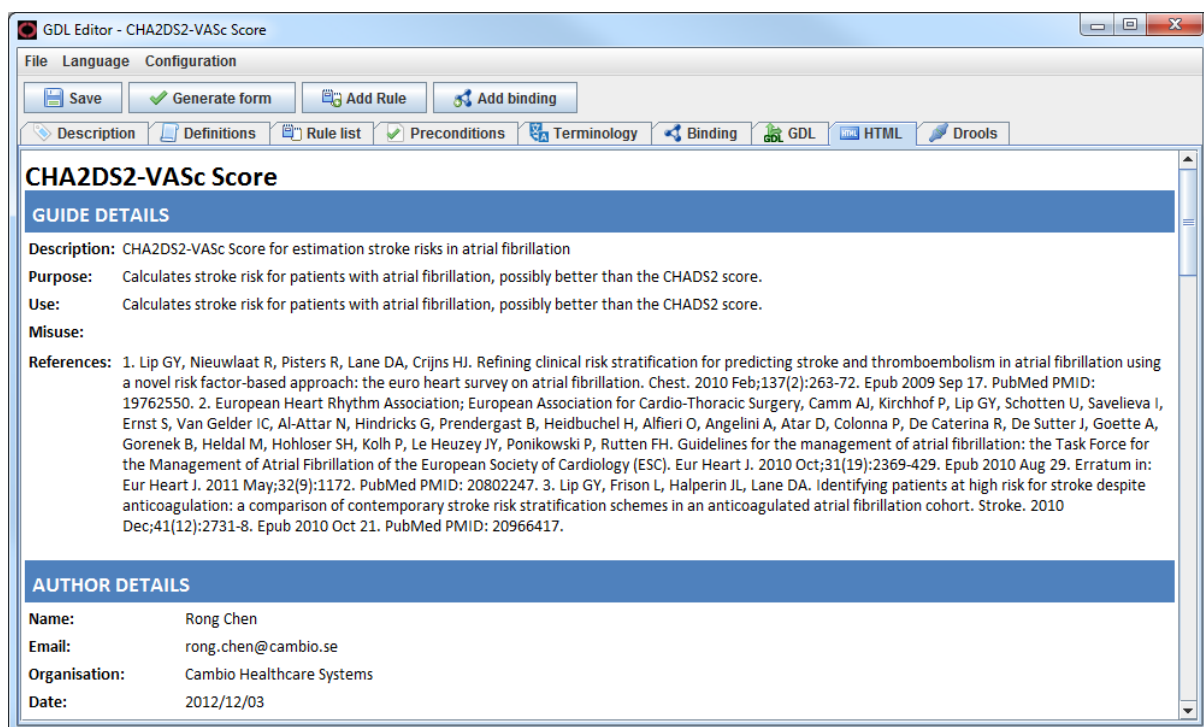 GDL Editor - CHA2DS2-VASc Score
File Language Configuration
Save Generate form Add Rule Add binding
Description Definitions Rule list Preconditions Terminology Binding GDL HTML Drools
CHA2DS2-VASc Score
GUIDE DETAILS
Description: CHA2DS2-VASc Score for estimation stroke risks in atrial fibrillation
Purpose: Calculates stroke risk for patients with atrial fibrillation, possibly better than the CHADS2 score.
Use: Calculates stroke risk for patients with atrial fibrillation, possibly better than the CHADS2 score.
Misuse:
References: 1. Lip GY, Nieuwlaat R, Pisters R, Lane DA, Crijns HJ. Refining clinical risk stratification for predicting stroke and thromboembolism in atrial fibrillation using
a novel risk factor-based approach: the euro heart survey on atrial fibrillation. Chest. 2010 Feb;137(2):263-72. Epub 2009 Sep 17. PubMed PMID:
19762550. 2. European Heart Rhythm Association; European Association for Cardio-Thoracic Surgery, Camm AJ, Kirchhof P, Lip GY, Schotten U, Savelieva I,
Ernst S, Van Gelder IC, Al-Attar N, Hindricks G, Prendergast B, Heidbuchel H, Alfieri O, Angelini A, Atar D, Colonna P, De Caterina R, De Sutter J, Goette A,
Gorenek B, Heldal M, Hohloser SH, Kolh P, Le Heuzey JY, Ponikowski P, Rutten FH. Guidelines for the management of atrial fibrillation: the Task Force for
the Management of Atrial Fibrillation of the European Society of Cardiology (ESC). Eur Heart J. 2010 Oct;31(19):2369-429. Epub 2010 Aug 29. Erratum in:
Eur Heart J. 2011 May;32(9):1172. PubMed PMID: 20802247. 3. Lip GY, Frison L, Halperin JL, Lane DA. Identifying patients at high risk for stroke despite
anticoagulation: a comparison of contemporary stroke risk stratification schemes in an anticoagulated atrial fibrillation cohort. Stroke. 2010
Dec;41(12):2731-8. Epub 2010 Oct 21. PubMed PMID: 20966417.
AUTHOR DETAILS
Name: Rong Chen
Email: rong.chen@cambio.se
Organisation: Cambio Healthcare Systems
Date: 2012/12/03